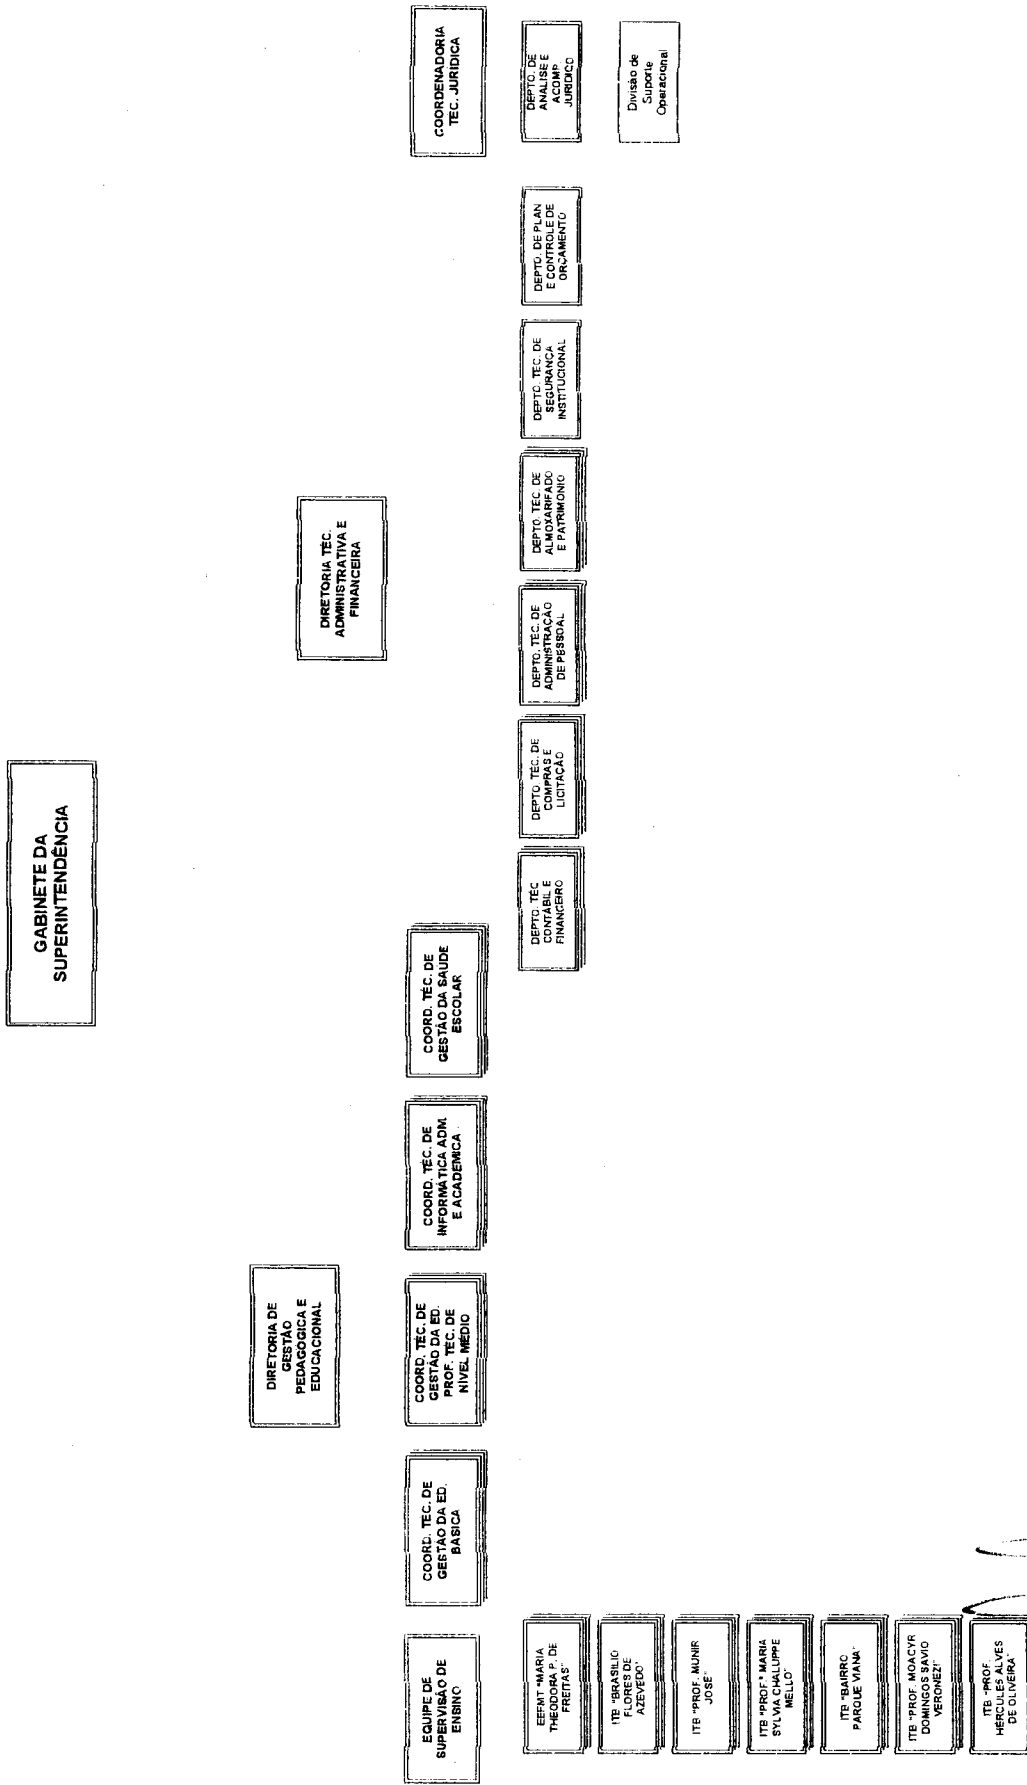 GABINETE DA
SUPERINTENDÊNCIA
DIRETORIA DE
GESTÃO
PEDAGÓGICA E
EDUCACIONAL
DIRETORIA TÉC.
ADMINISTRATIVA E
FINANCEIRA
EQUIPE DE
SUPERVISÃO DE
ENSINO
COORD. TEC. DE
GESTÃO DA ED.
BASICA
COORD. TÉC. DE
GESTÃO DA ED.
PROF. TEC. DE
NIVEL MÉDIO
COORD. TÉC. DE
INFORMÁTICA ADM
E ACADEMICA
COORD. TÉC. DE
GESTÃO DA SAUDE
ESCOLAR
COORDENADORIA
TEC. JURÍDICA
EEFMT "MARIA
THEODORA P. DE
FREITAS"
ITB "BRASILIO
FLORES DE
AZEVEDO"
ITB "PROF. MUNIR
JOSÉ"
ITB "PROF.ª MARIA
SYLVIA CHALUPPE
MELLO"
ITB "BAIRRO
PARQUE VIANA"
ITB "PROF. MOACYR
DOMINGOS SAVIO
VERONEZI"
ITB "PROF.
HÉRCULES ALVES
DE OLIVEIRA"
DEPTO. TÉC
CONTÁBIL E
FINANCEIRO
DEPTO. TÉC. DE
COMPRAS E
LICITAÇÃO
DEPTO. TÉC. DE
ADMINISTRAÇÃO
DE PESSOAL
DEPTO. TÉC. DE
ALMOXARIFADO
E PATRIMONIO
DEPTO. TEC. DE
SEGURANÇA
INSTITUCIONAL
DEPTO. DE PLAN
E CONTROLE DE
ORÇAMENTO
DEPTO. DE
ANALISE E
ACOMP.
JURIDICO
Divisão de
Suporte
Operacional